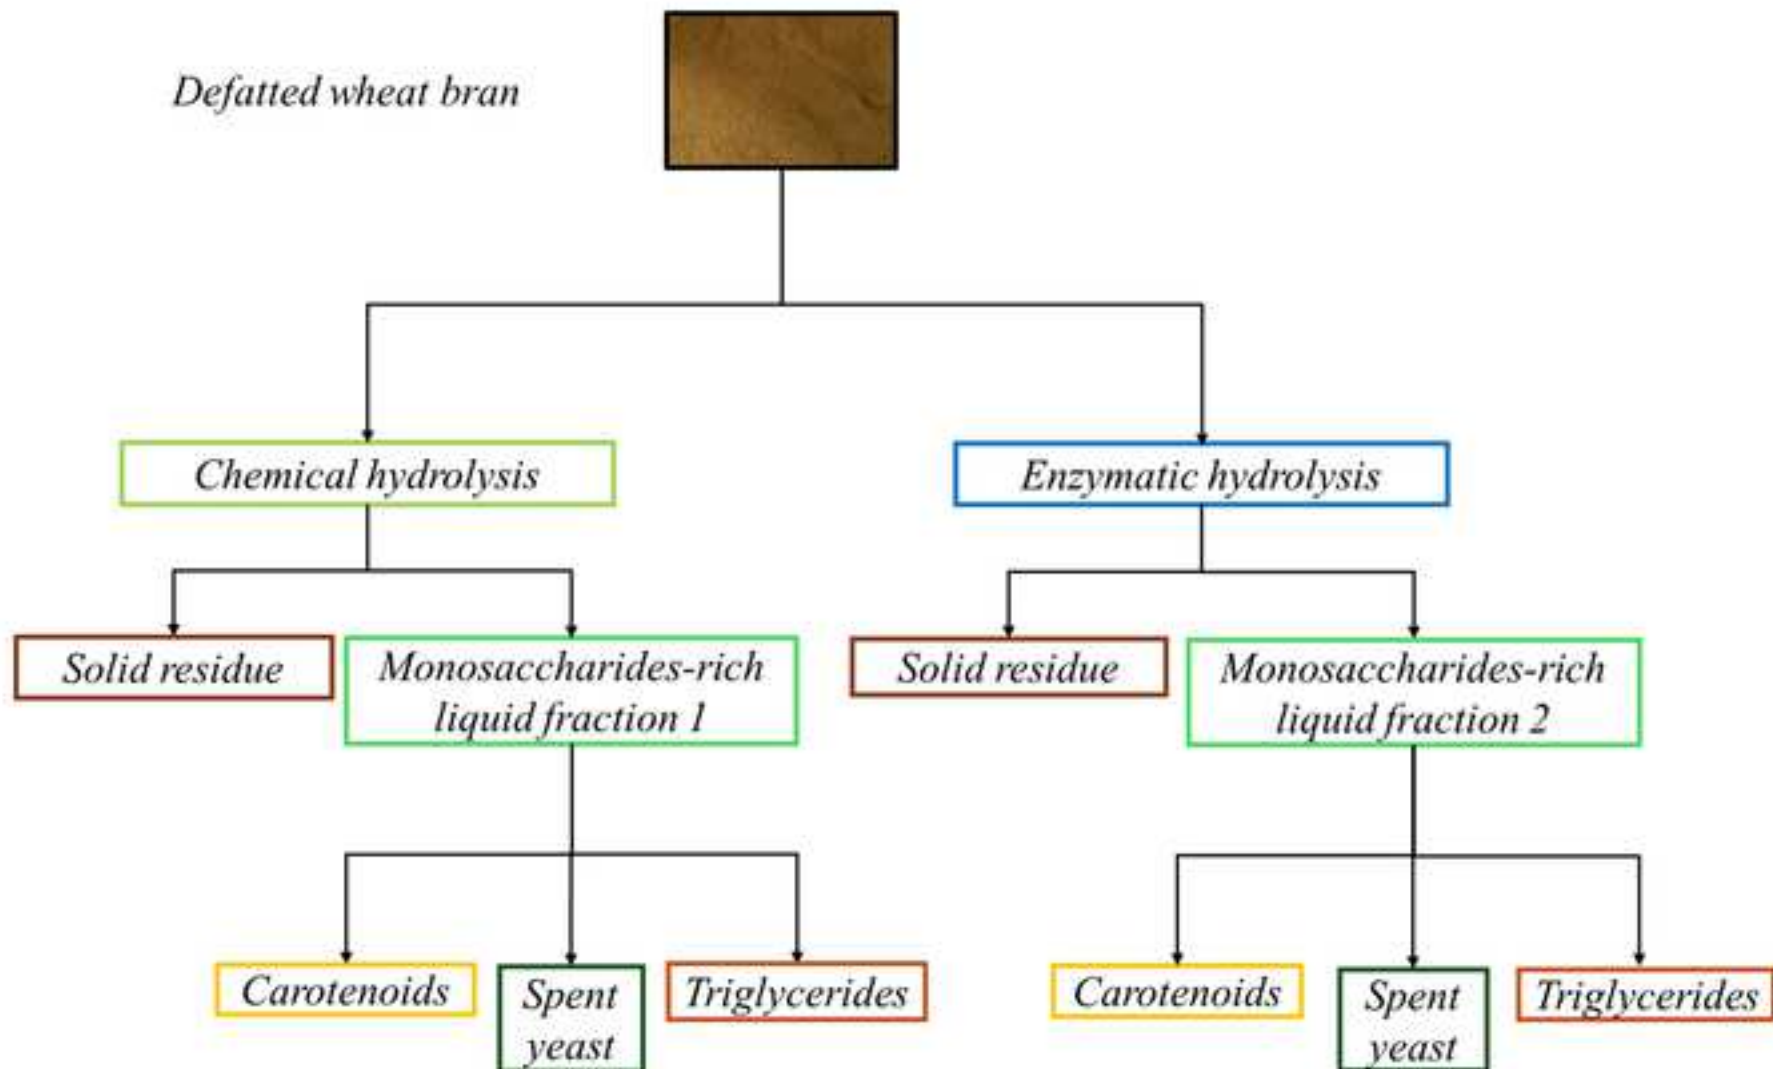 Defatted wheat bran
Chemical hydrolysis
Enzymatic hydrolysis
Solid residue
Monosaccharides-rich
liquid fraction 1
Solid residue
Monosaccharides-rich
liquid fraction 2
Carotenoids
Spent
yeast
Triglycerides
Carotenoids
Spent
yeast
Triglycerides